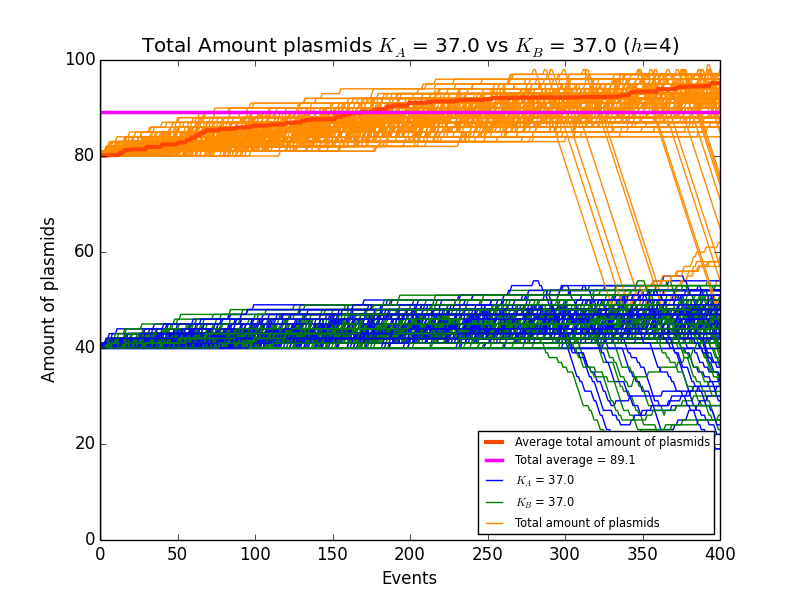 Total Amount plasmids K_A = 37.0 vs K_B = 37.0 (h=4)
100
80
60
40
20
0
Amount of plasmids
Average total amount of plasmids
Total average = 89.1
K_A = 37.0
K_B = 37.0
Total amount of plasmids
0 50 100 150 200 250 300 350 400
Events